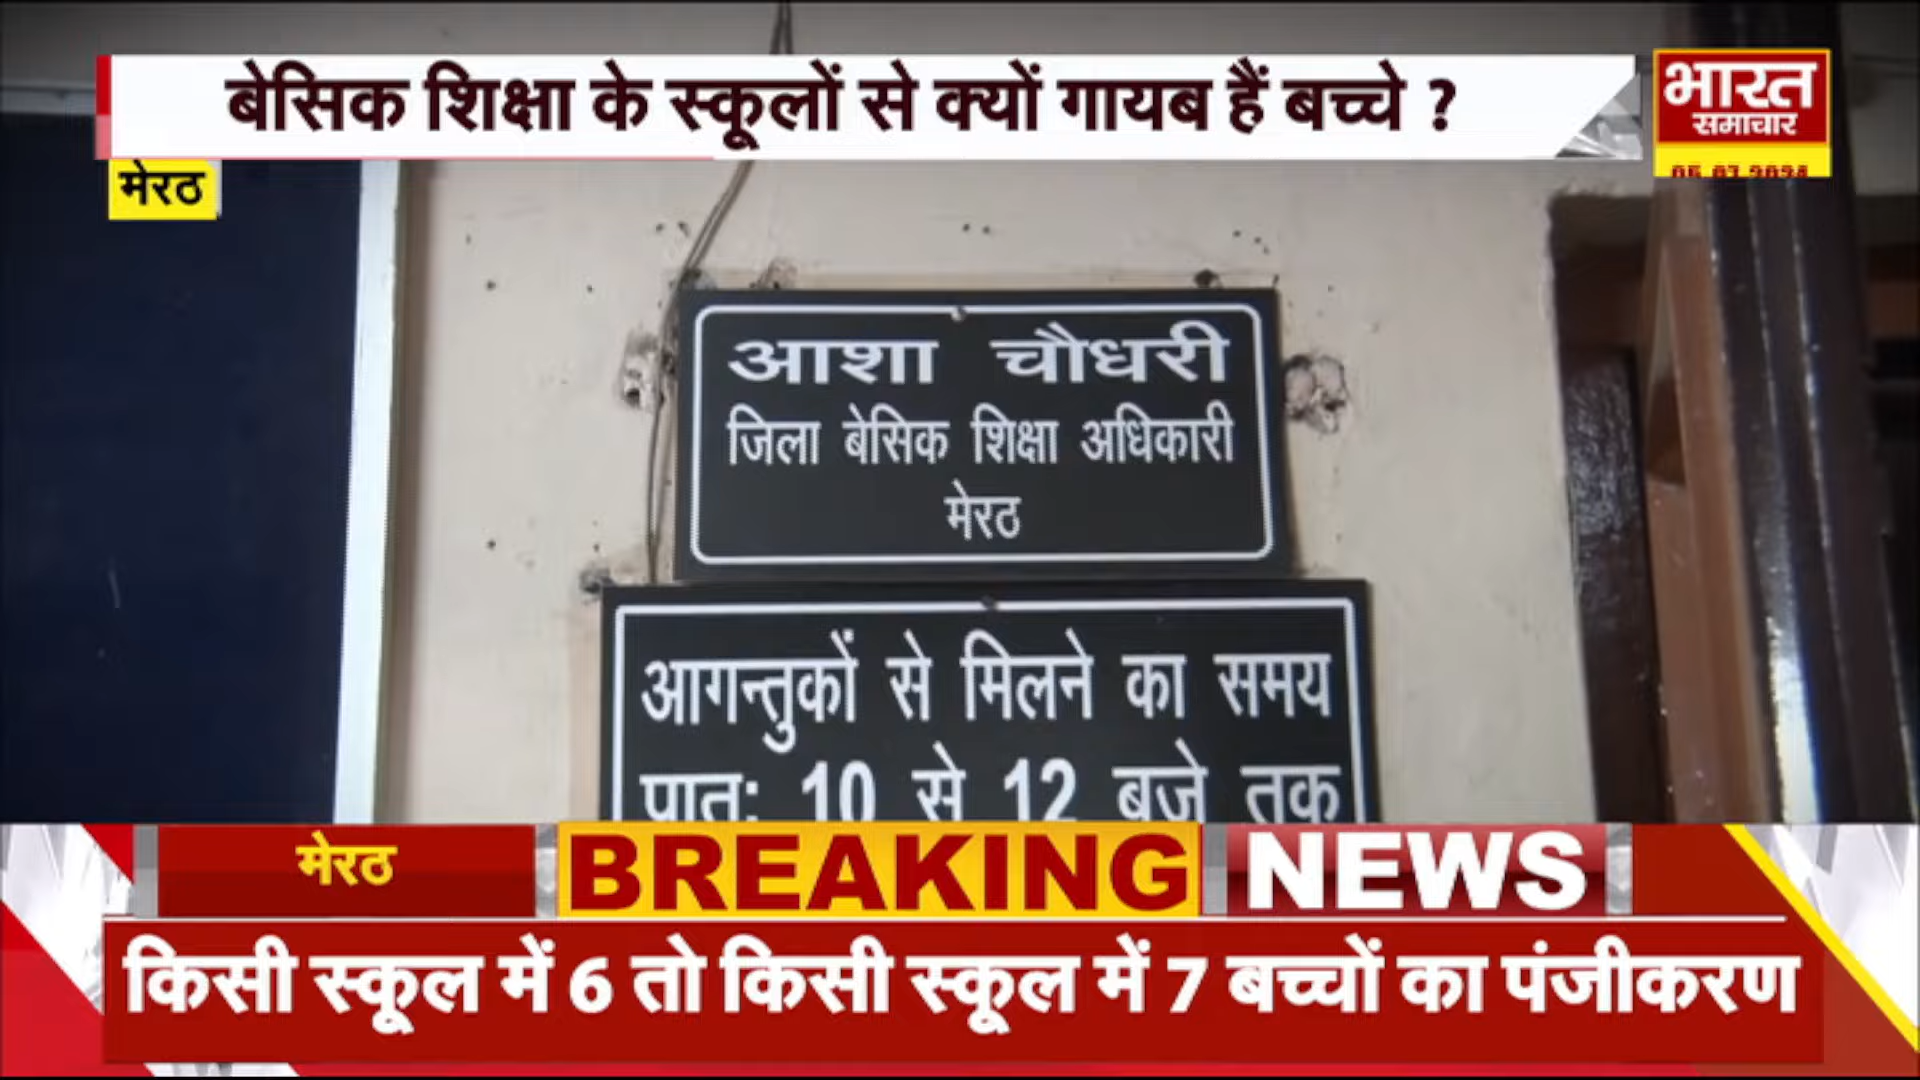 बेसिक शिक्षा के स्कूलों से क्यों गायब हैं बच्चे ?
भारत
समाचार
मेरठ
आशा चौधरी
जिला बेसिक शिक्षा अधिकारी
मेरठ
आगन्तुकों से मिलने का समय
प्रात: 10 से 12 बजे तक
मेरठ
BREAKING NEWS
किसी स्कूल में 6 तो किसी स्कूल में 7 बच्चों का पंजीकरण